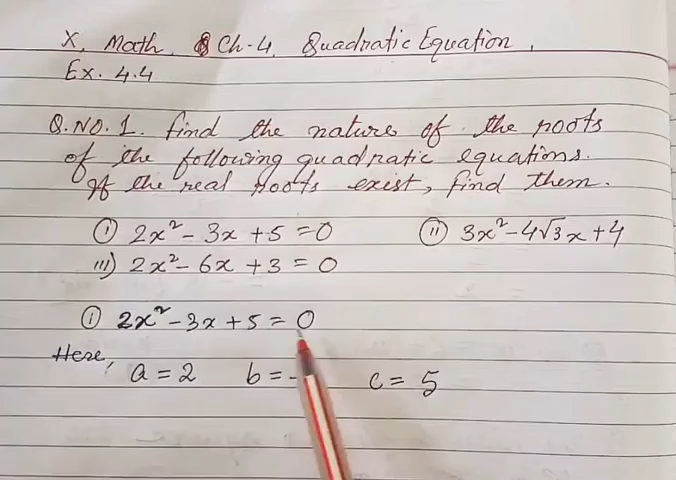 X, Math, Ch-4, Quadratic Equation,
Ex. 4.4
Q.NO.1. find the nature of the roots
of the following quadratic equations.
If the real roots exist, find them.
(i) 2x² - 3x + 5 = 0 (ii) 3x² - 4√3x + 4
iii) 2x² - 6x + 3 = 0
(i) 2x² - 3x + 5 = 0
Here,
a = 2 b = - c = 5